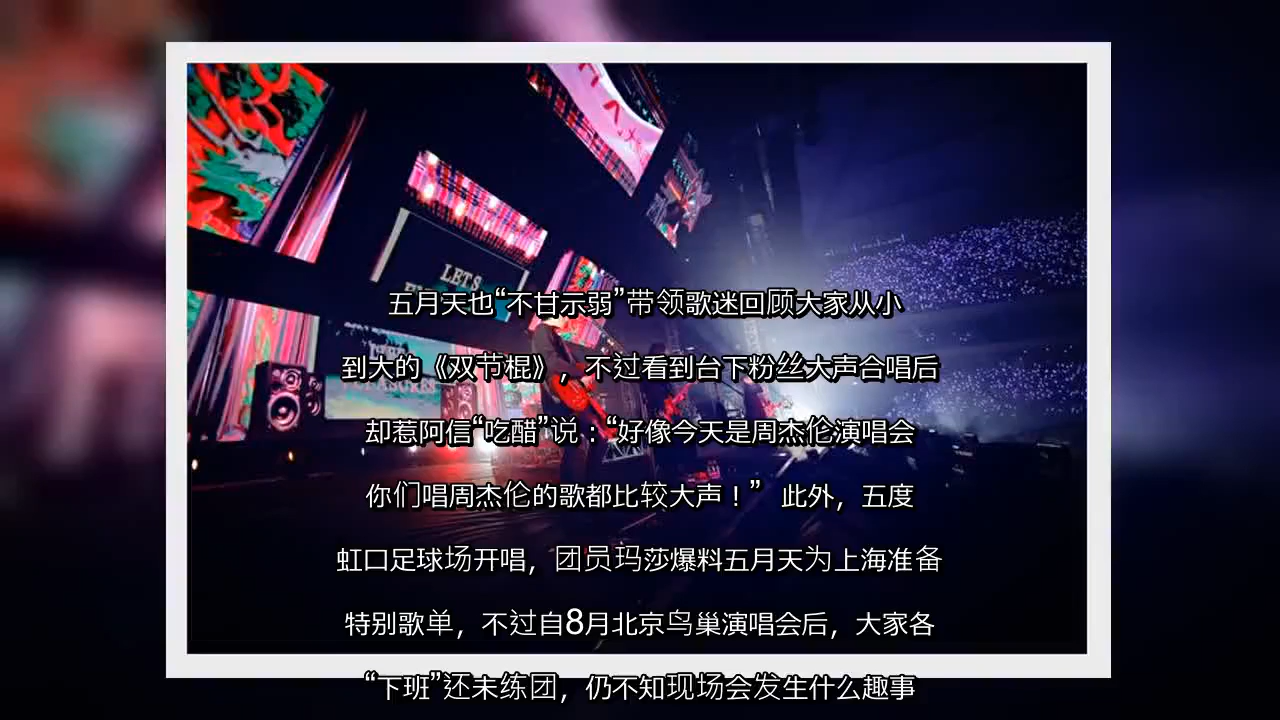 LET'S
五月天也“不甘示弱”带领歌迷回顾大家从小
到大的《双节棍》，不过看到台下粉丝大声合唱后
却惹阿信“吃醋”说：“好像今天是周杰伦演唱会
你们唱周杰伦的歌都比较大声！” 此外，五度
虹口足球场开唱，团员玛莎爆料五月天为上海准备
特别歌单，不过自8月北京鸟巢演唱会后，大家各
“下班”还未练团，仍不知现场会发生什么趣事